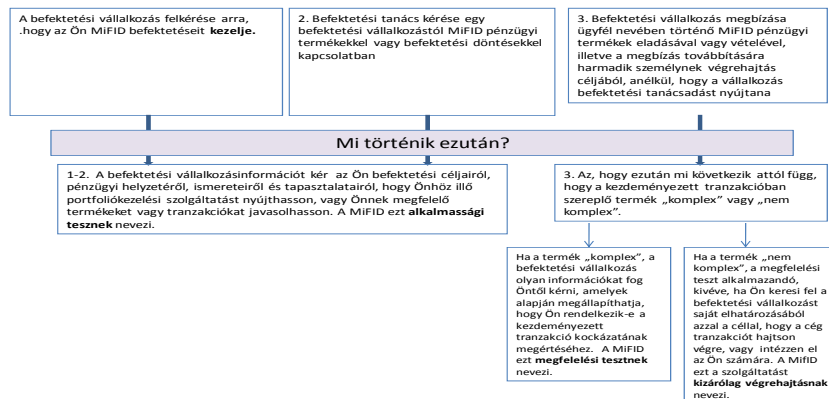 A befektetési vállalkozás felkérése arra,
.hogy az Ön MiFID befektetéseit kezelje.
2. Befektetési tanács kérése egy
befektetési vállalkozástól MiFID pénzügyi
termékekkel vagy befektetési döntésekkel
kapcsolatban
3. Befektetési vállalkozás megbízása
ügyfél nevében történő MiFID pénzügyi
termékek eladásával vagy vételével,
illetve a megbízás továbbítására
harmadik személynek végrehajtás
céljából, anélkül, hogy a vállalkozás
befektetési tanácsadást nyújtana
Mi történik ezután?
1-2. A befektetési vállalkozásinformációt kér az Ön befektetési céljairól,
pénzügyi helyzetéről, ismereteiről és tapasztalatairól, hogy Önhöz illő
portfoliókezelési szolgáltatást nyújthasson, vagy Önnek megfelelő
termékeket vagy tranzakciókat javasolhasson. A MiFID ezt alkalmassági
tesznek nevezi.
3. Az, hogy ezután mi következik attól függ,
hogy a kezdeményezett tranzakcióban
szereplő termék „komplex” vagy „nem
komplex”.
Ha a termék „komplex”, a
befektetési vállalkozás
olyan információkat fog
Öntől kérni, amelyek
alapján megállapíthatja,
hogy Ön rendelkezik-e a
kezdeményezett
tranzakció kockázatának
megértéséhez. A MiFID
ezt megfelelési tesztnek
nevezi.
Ha a termék „nem
komplex”, a megfelelési
teszt alkalmazandó,
kivéve, ha Ön keresi fel a
befektetési vállalkozást
saját elhatározásából
azzal a céllal, hogy a cég
tranzakciót hajtson
végre, vagy intézzen el
az Ön számára. A MifID
ezt a szolgáltatást
kizárólag végrehajtásnak
nevezi.